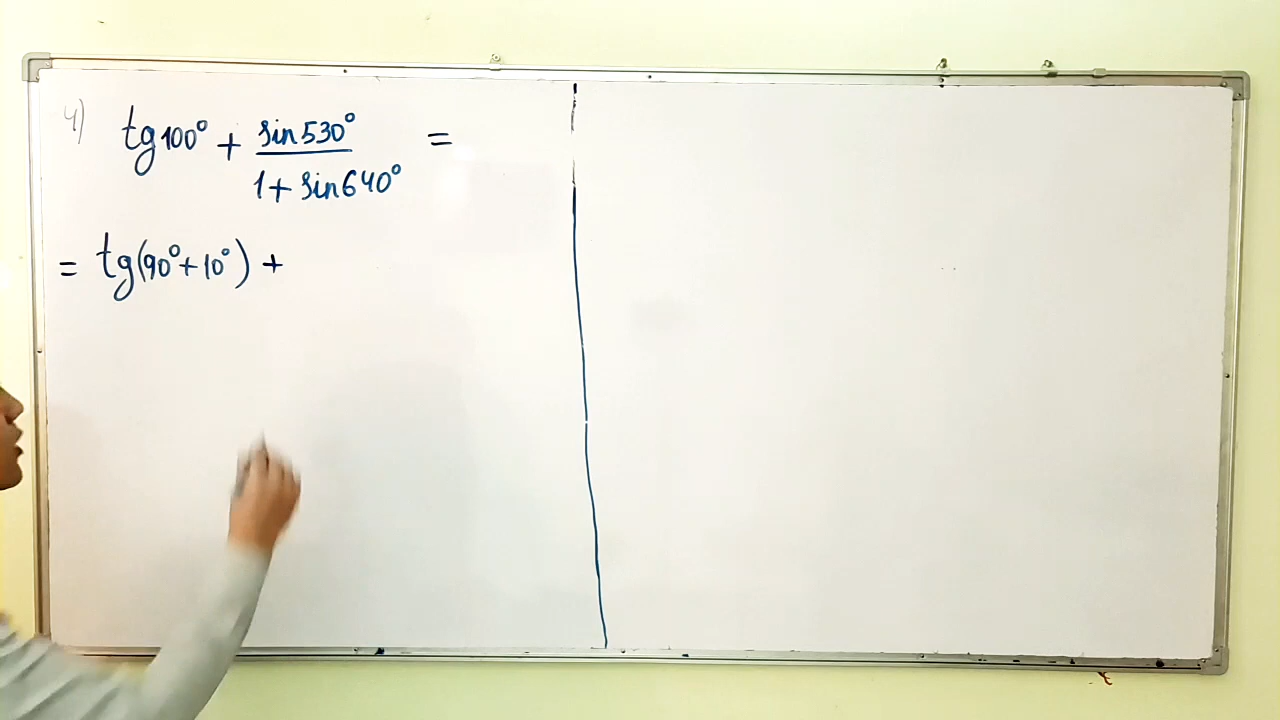 4) tg100° + sin530° / 1 + sin640° =
= tg(90° + 10°) +